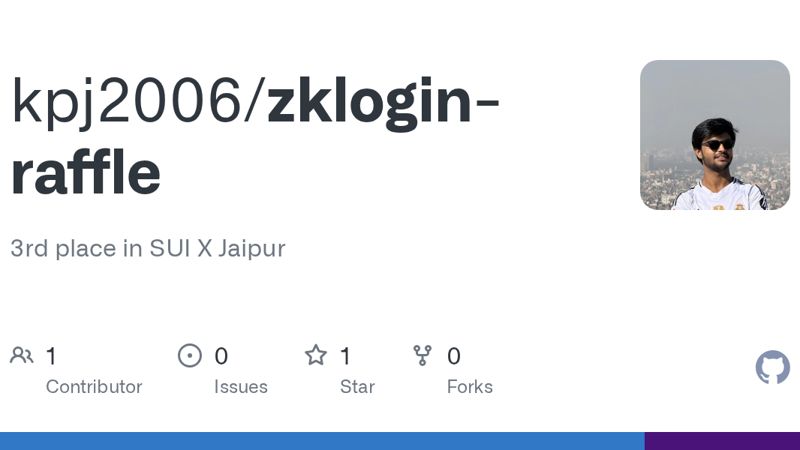 kpj2006/zklogin-
raffle
3rd place in SUI X Jaipur
1 0 1 0
Contributor Issues Star Forks